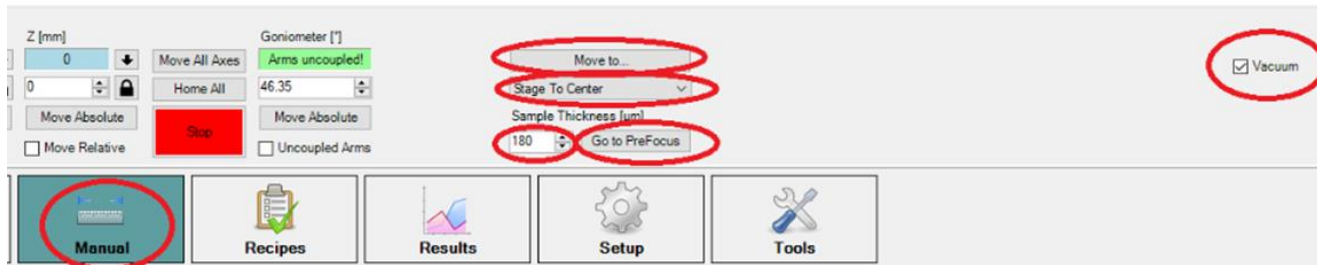 Z [mm]
Goniometer [°]
0
Move All Axes
Arms uncoupled!
Move to...
Vacuum
0
Home All
46.35
Stage To Center
Move Absolute
Stop
Move Absolute
Sample Thickness [um]
Move Relative
Uncoupled Arms
180
Go to PreFocus
Manual
Recipes
Results
Setup
Tools